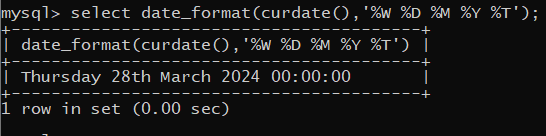 mysql> select date_format(curdate(),'%W %D %M %Y %T');
+-----------------------------------------+
| date_format(curdate(),'%W %D %M %Y %T') |
+-----------------------------------------+
| Thursday 28th March 2024 00:00:00       |
+-----------------------------------------+
1 row in set (0.00 sec)